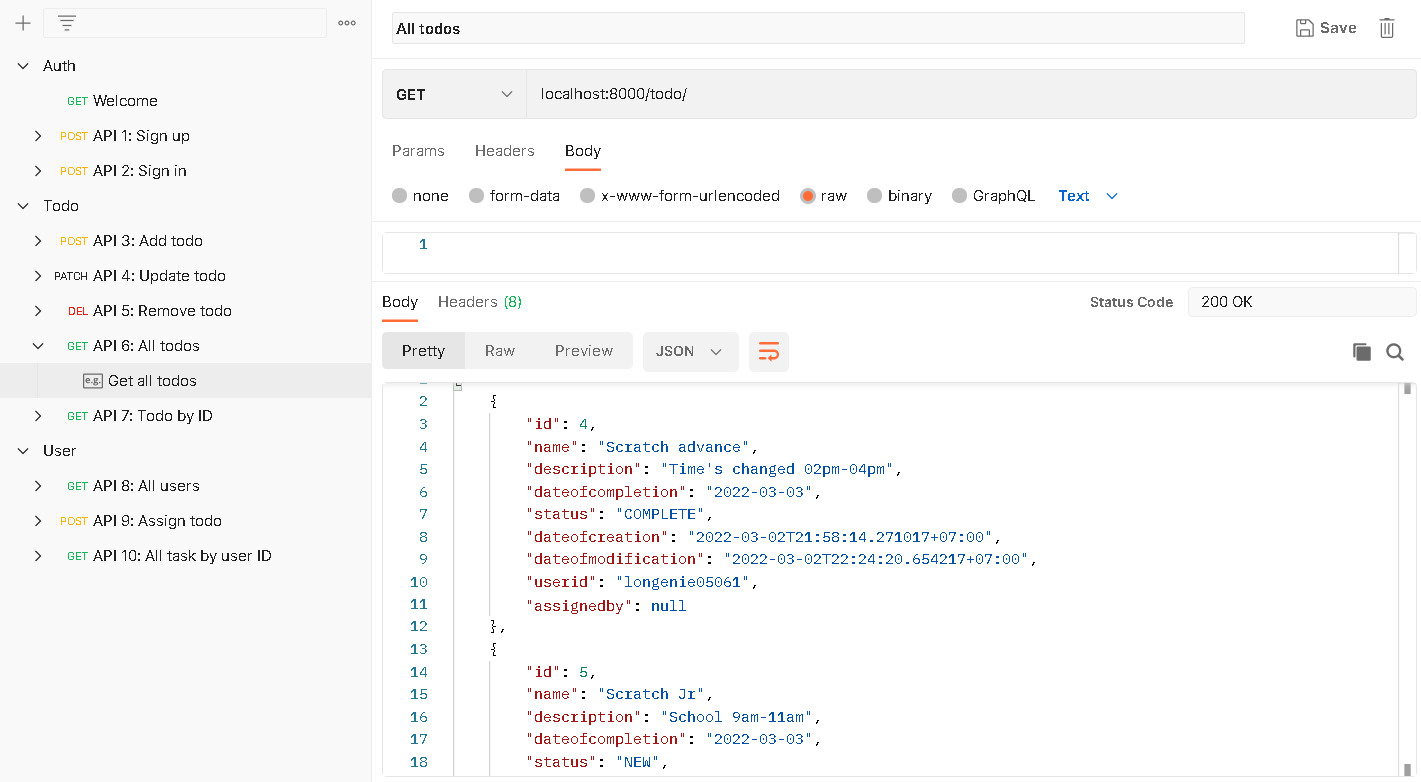 All todos
Save
Auth
GET Welcome
POST API 1: Sign up
POST API 2: Sign in
Todo
POST API 3: Add todo
PATCH API 4: Update todo
DEL API 5: Remove todo
GET API 6: All todos
e.g. Get all todos
GET API 7: Todo by ID
User
GET API 8: All users
POST API 9: Assign todo
GET API 10: All task by user ID
GET localhost:8000/todo/
Params Headers Body
none form-data x-www-form-urlencoded raw binary GraphQL Text
1
Body Headers (8) Status Code 200 OK
Pretty Raw Preview JSON
2 {
3 "id": 4,
4 "name": "Scratch advance",
5 "description": "Time's changed 02pm-04pm",
6 "dateofcompletion": "2022-03-03",
7 "status": "COMPLETE",
8 "dateofcreation": "2022-03-02T21:58:14.271017+07:00",
9 "dateofmodification": "2022-03-02T22:24:20.654217+07:00",
10 "userid": "longenie05061",
11 "assignedby": null
12 },
13 {
14 "id": 5,
15 "name": "Scratch Jr",
16 "description": "School 9am-11am",
17 "dateofcompletion": "2022-03-03",
18 "status": "NEW",